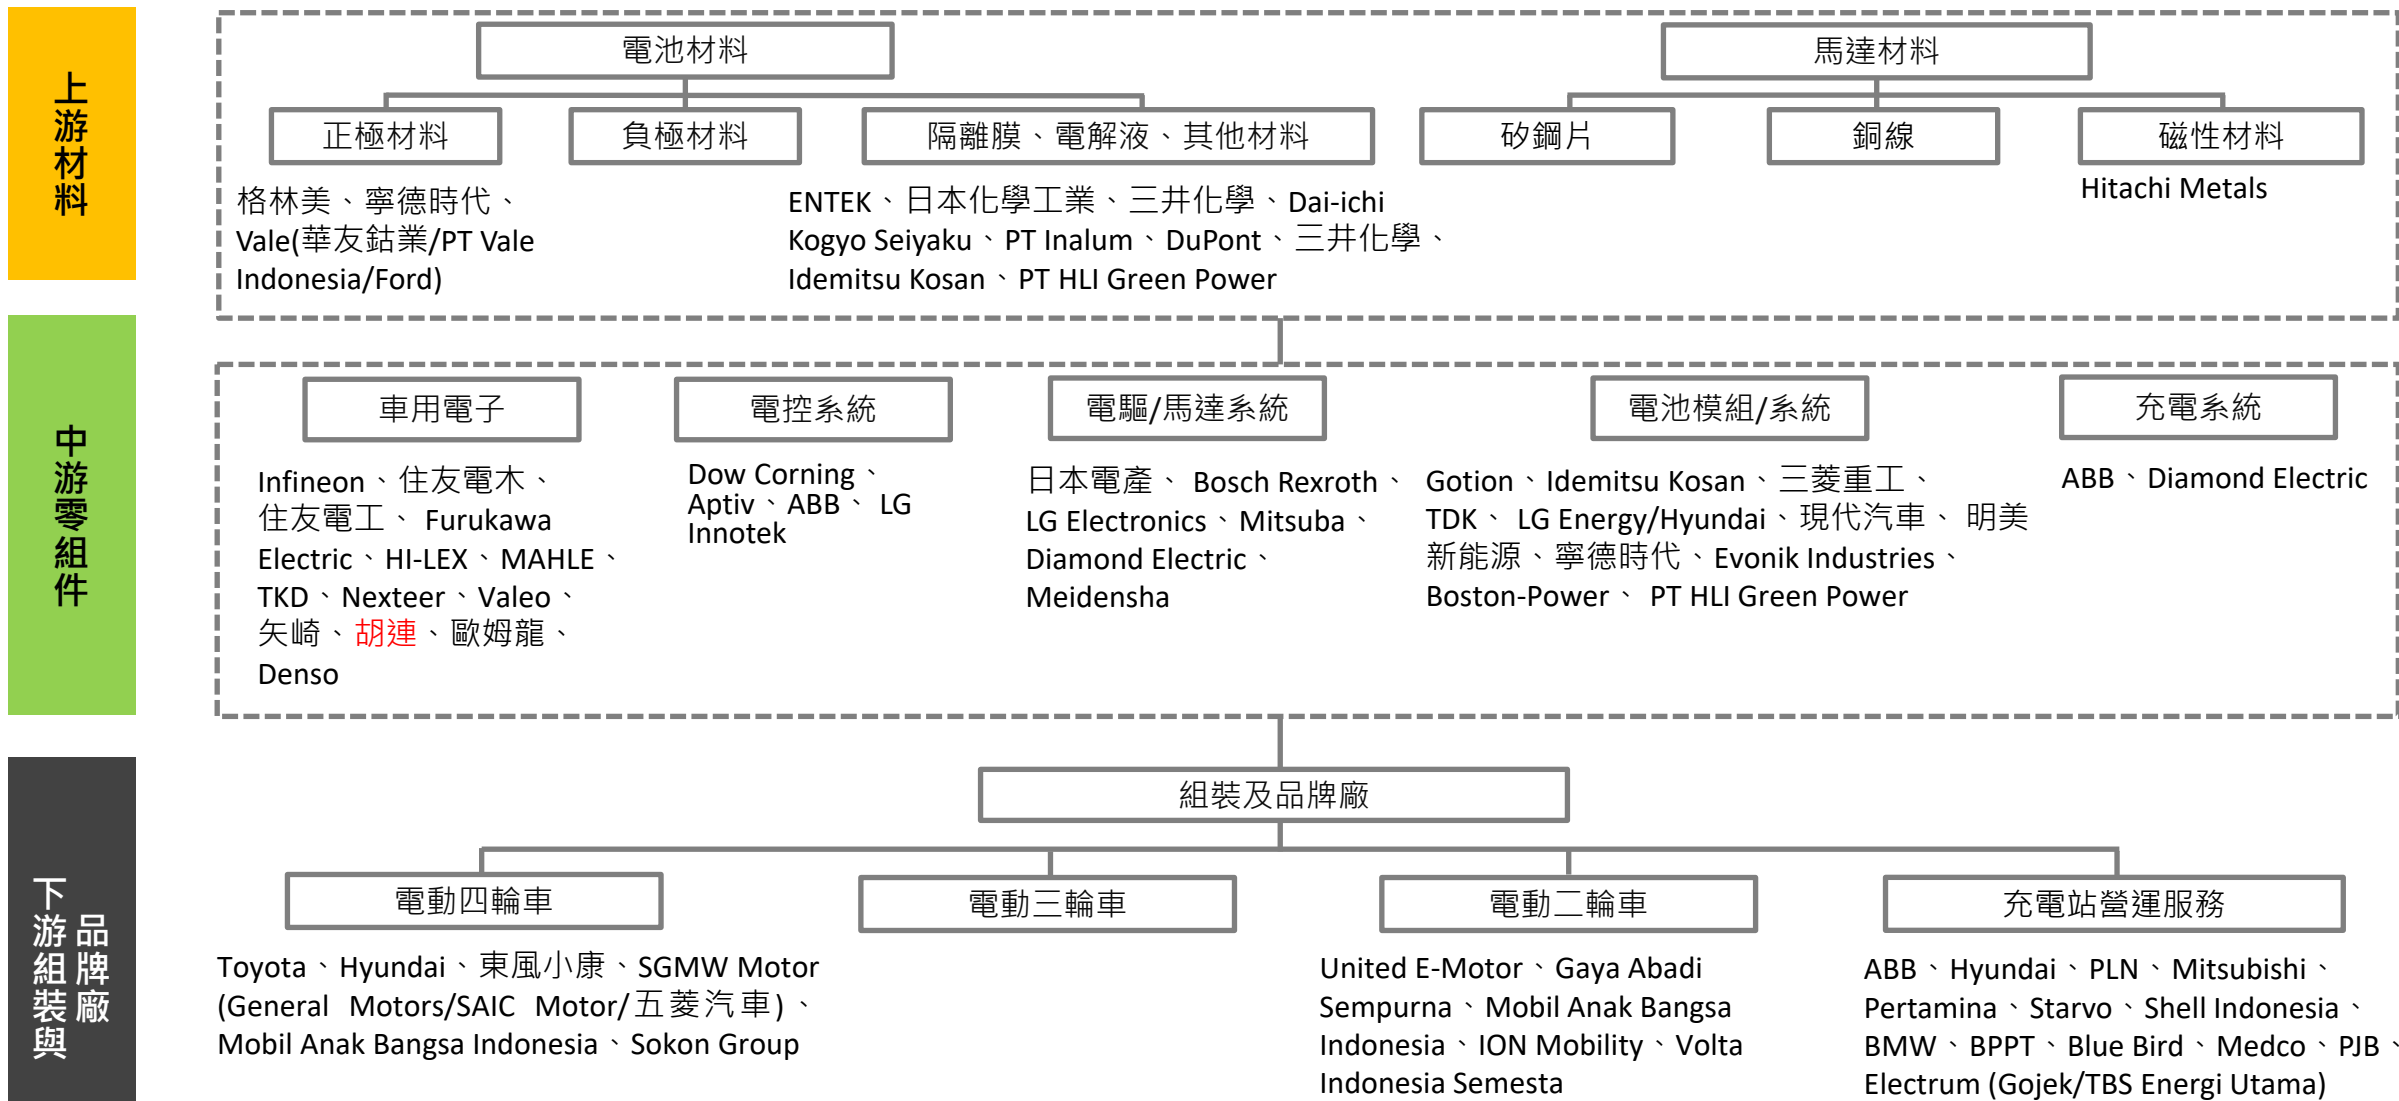 上游材料
電池材料
馬達材料
正極材料
負極材料
隔離膜、電解液、其他材料
矽鋼片
銅線
磁性材料
格林美、寧德時代、
Vale(華友鈷業/PT Vale
Indonesia/Ford)
ENTEK、日本化學工業、三井化學、Dai-ichi
Kogyo Seiyaku、PT Inalum、DuPont、三井化學、
Idemitsu Kosan、PT HLI Green Power
Hitachi Metals
中游零組件
車用電子
電控系統
電驅/馬達系統
電池模組/系統
充電系統
Infineon、住友電木、
住友電工、Furukawa
Electric、HI-LEX、MAHLE、
TKD、Nexteer、Valeo、
矢崎、胡連、歐姆龍、
Denso
Dow Corning、
Aptiv、ABB、LG
Innotek
日本電產、Bosch Rexroth、
LG Electronics、Mitsuba、
Diamond Electric、
Meidensha
Gotion、Idemitsu Kosan、三菱重工、
TDK、LG Energy/Hyundai、現代汽車、明美
新能源、寧德時代、Evonik Industries、
Boston-Power、PT HLI Green Power
ABB、Diamond Electric
下游組裝與
品牌廠
組裝及品牌廠
電動四輪車
電動三輪車
電動二輪車
充電站營運服務
Toyota、Hyundai、東風小康、SGMW Motor
(General Motors/SAIC Motor/五菱汽車)、
Mobil Anak Bangsa Indonesia、Sokon Group
United E-Motor、Gaya Abadi
Sempurna、Mobil Anak Bangsa
Indonesia、ION Mobility、Volta
Indonesia Semesta
ABB、Hyundai、PLN、Mitsubishi、
Pertamina、Starvo、Shell Indonesia、
BMW、BPPT、Blue Bird、Medco、PJB、
Electrum (Gojek/TBS Energi Utama)